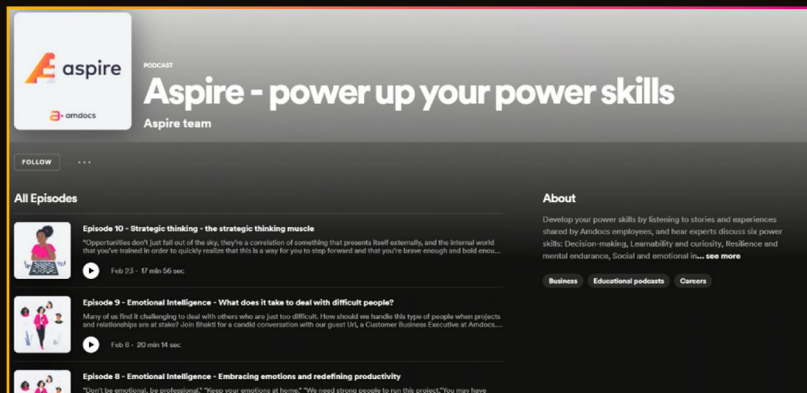 aspire
amdocs
PODCAST
Aspire - power up your power skills
Aspire team
FOLLOW
All Episodes
Episode 10 - Strategic thinking - the strategic thinking muscle
"Opportunities don't just fall out of the sky, they're a correlation of something that presents itself externally, and the internal world
that you've trained in order to quickly realize that this is a way for you to step forward and that you're brave enough and bold enou...
Feb 23 · 17 min 56 sec
Episode 9 - Emotional Intelligence - What does it take to deal with difficult people?
Many of us find it challenging to deal with others who are just too difficult. How should we handle this type of people when projects
and relationships are at stake? Join Bhakti for a candid conversation with our guest Uri, a Customer Business Executive at Amdocs....
Feb 8 · 20 min 14 sec
Episode 8 - Emotional Intelligence - Embracing emotions and redefining productivity
"Don't be emotional, be professional." "Keep your emotions at home." "We need strong people to run this project."You may have
About
Develop your power skills by listening to stories and experiences
shared by Amdocs employees, and hear experts discuss six power
skills: Decision-making, Learnability and curiosity, Resilience and
mental endurance, Social and emotional in... see more
Business
Educational podcasts
Careers